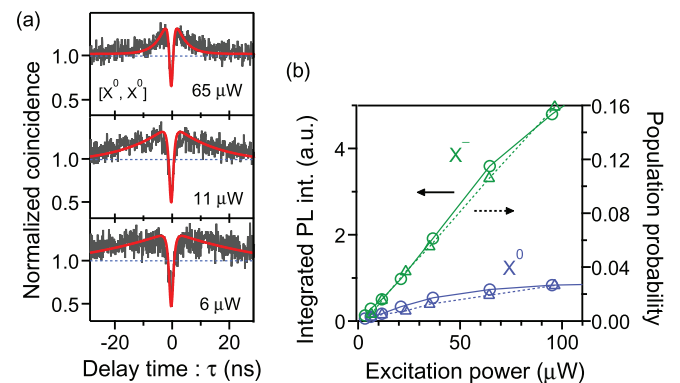 (a)
Normalized coincidence
1.0
0.5
[X⁰, X⁰]
65 μW
1.0
0.5
11 μW
1.0
0.5
6 μW
-20 0 20
Delay time : τ (ns)
(b)
Integrated PL int. (a.u.)
4
2
0
X⁻
X⁰
0.16
0.12
0.08
0.04
0.00
Population probability
0 50 100
Excitation power (μW)